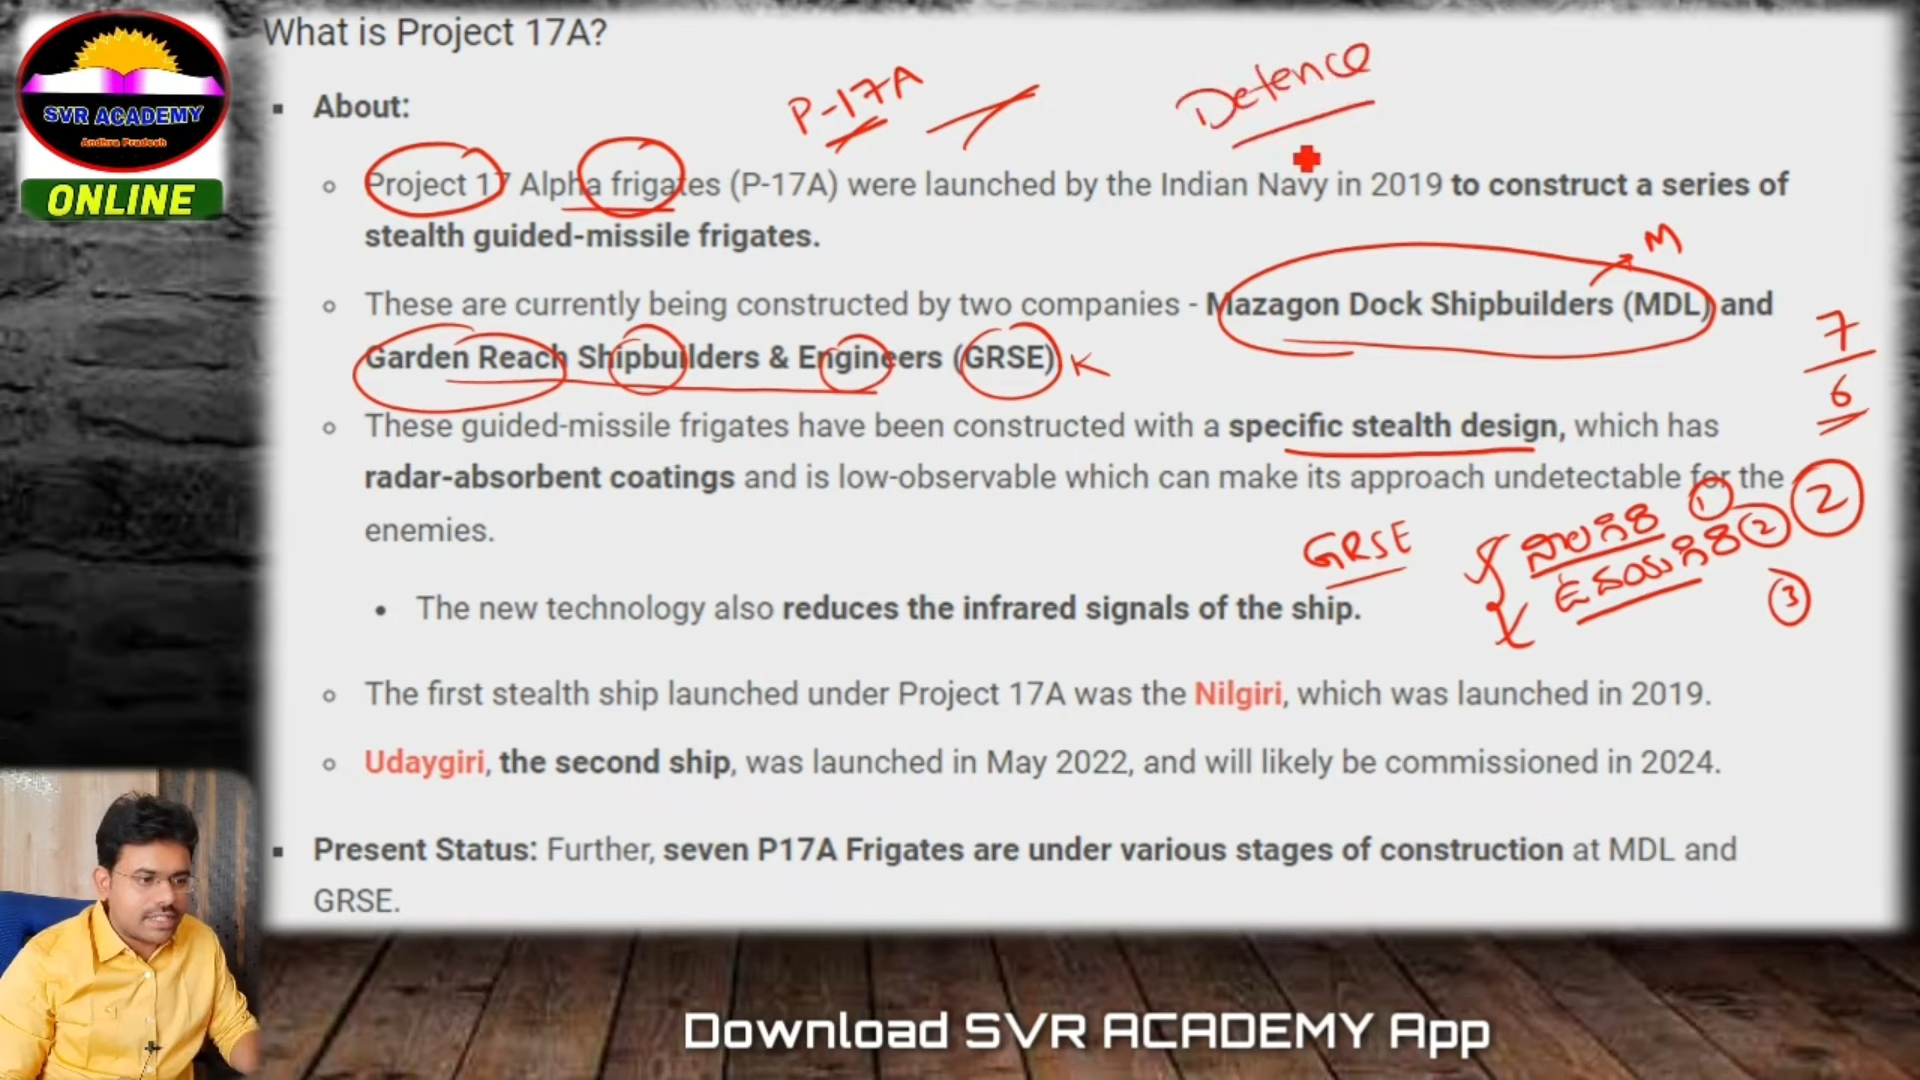 What is Project 17A?
SVR ACADEMY
Andhra Pradesh
ONLINE
▪ About:
P-17A
Defence
○ Project 17 Alpha frigates (P-17A) were launched by the Indian Navy in 2019 to construct a series of
stealth guided-missile frigates.
M
○ These are currently being constructed by two companies - Mazagon Dock Shipbuilders (MDL) and
Garden Reach Shipbuilders & Engineers (GRSE)
K
7
6
○ These guided-missile frigates have been constructed with a specific stealth design, which has
radar-absorbent coatings and is low-observable which can make its approach undetectable for the
enemies.
GRSE
నీలగిరి 1
ఉదయగిరి 2
2
3
• The new technology also reduces the infrared signals of the ship.
○ The first stealth ship launched under Project 17A was the Nilgiri, which was launched in 2019.
○ Udaygiri, the second ship, was launched in May 2022, and will likely be commissioned in 2024.
▪ Present Status: Further, seven P17A Frigates are under various stages of construction at MDL and
GRSE.
Download SVR ACADEMY App